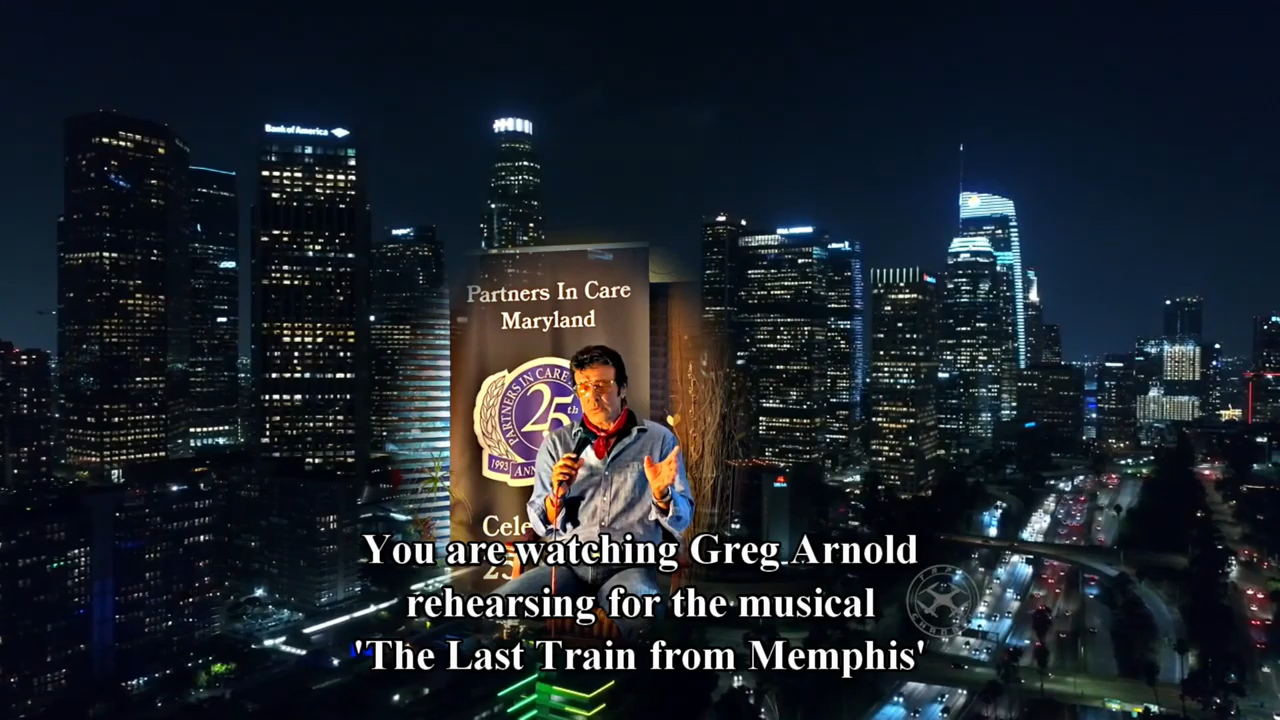 Bank of America
Partners In Care
Maryland
PARTNERS IN CARE
25th
1993
Cele
You are watching Greg Arnold
rehearsing for the musical
'The Last Train from Memphis'